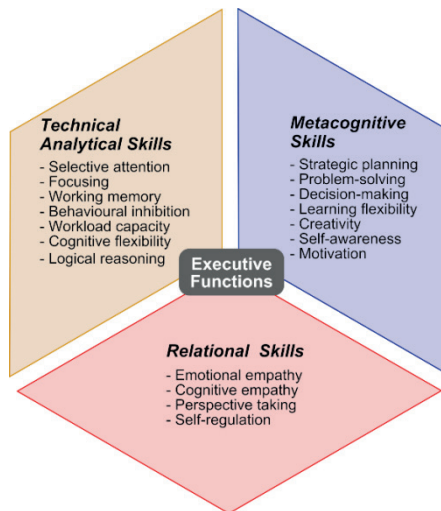 Technical
Analytical Skills
- Selective attention
- Focusing
- Working memory
- Behavioural inhibition
- Workload capacity
- Cognitive flexibility
- Logical reasoning
Metacognitive
Skills
- Strategic planning
- Problem-solving
- Decision-making
- Learning flexibility
- Creativity
- Self-awareness
- Motivation
Executive
Functions
Relational Skills
- Emotional empathy
- Cognitive empathy
- Perspective taking
- Self-regulation